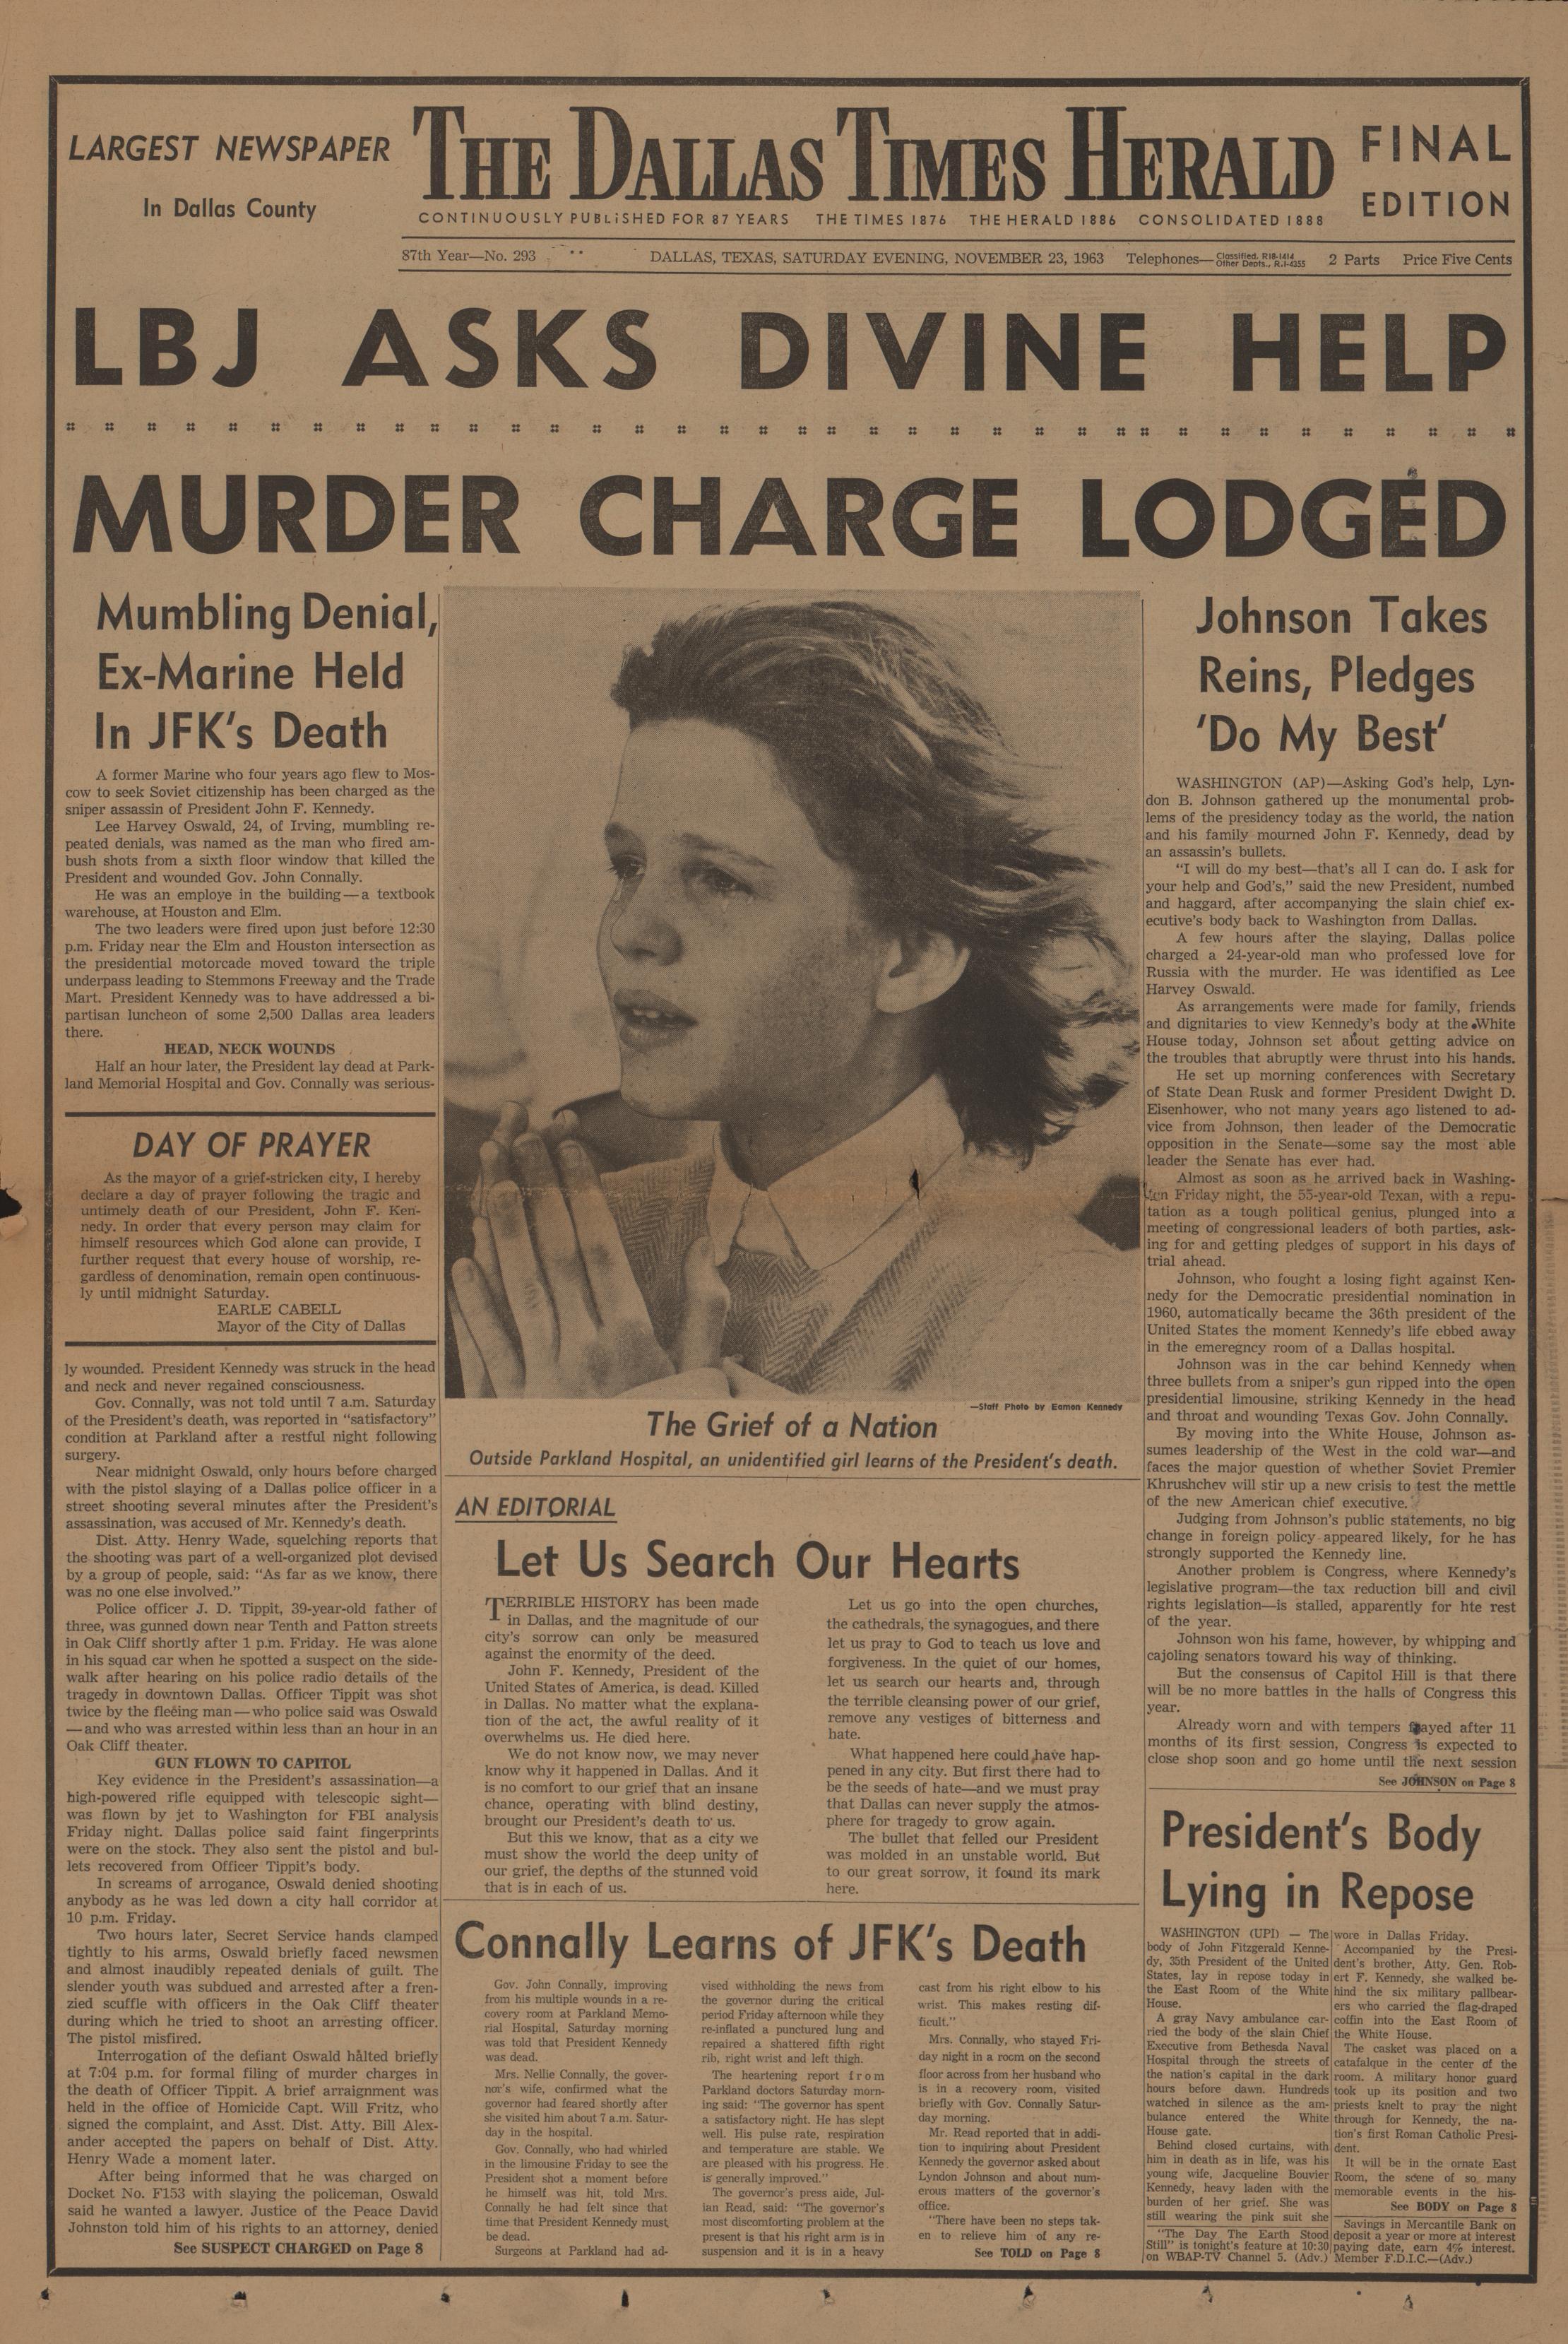 LARGEST NEWSPAPER
In Dallas County
THE DALLAS TIMES HERALD
CONTINUOUSLY PUBLISHED FOR 87 YEARS THE TIMES 1876 THE HERALD 1886 CONSOLIDATED 1888
FINAL
EDITION
87th Year—No. 293
DALLAS, TEXAS, SATURDAY EVENING, NOVEMBER 23, 1963
Telephones—
Classified, RI8-1414
Other Depts., R.I-4355
2 Parts
Price Five Cents
LBJ ASKS DIVINE HELP
MURDER CHARGE LODGED
Mumbling Denial,
Ex-Marine Held
In JFK's Death
A former Marine who four years ago flew to Mos-
cow to seek Soviet citizenship has been charged as the
sniper assassin of President John F. Kennedy.
Lee Harvey Oswald, 24, of Irving, mumbling re-
peated denials, was named as the man who fired am-
bush shots from a sixth floor window that killed the
President and wounded Gov. John Connally.
He was an employe in the building—a textbook
warehouse, at Houston and Elm.
The two leaders were fired upon just before 12:30
p.m. Friday near the Elm and Houston intersection as
the presidential motorcade moved toward the triple
underpass leading to Stemmons Freeway and the Trade
Mart. President Kennedy was to have addressed a bi-
partisan luncheon of some 2,500 Dallas area leaders
there.
HEAD, NECK WOUNDS
Half an hour later, the President lay dead at Park-
land Memorial Hospital and Gov. Connally was serious-
DAY OF PRAYER
As the mayor of a grief-stricken city, I hereby
declare a day of prayer following the tragic and
untimely death of our President, John F. Ken-
nedy. In order that every person may claim for
himself resources which God alone can provide, I
further request that every house of worship, re-
gardless of denomination, remain open continuous-
ly until midnight Saturday.
EARLE CABELL
Mayor of the City of Dallas
ly wounded. President Kennedy was struck in the head
and neck and never regained consciousness.
Gov. Connally, was not told until 7 a.m. Saturday
of the President's death, was reported in "satisfactory"
condition at Parkland after a restful night following
surgery.
Near midnight Oswald, only hours before charged
with the pistol slaying of a Dallas police officer in a
street shooting several minutes after the President's
assassination, was accused of Mr. Kennedy's death.
Dist. Atty. Henry Wade, squelching reports that
the shooting was part of a well-organized plot devised
by a group of people, said: "As far as we know, there
was no one else involved."
Police officer J. D. Tippit, 39-year-old father of
three, was gunned down near Tenth and Patton streets
in Oak Cliff shortly after 1 p.m. Friday. He was alone
in his squad car when he spotted a suspect on the side-
walk after hearing on his police radio details of the
tragedy in downtown Dallas. Officer Tippit was shot
twice by the fleeing man—who police said was Oswald
—and who was arrested within less than an hour in an
Oak Cliff theater.
GUN FLOWN TO CAPITOL
Key evidence in the President's assassination—a
high-powered rifle equipped with telescopic sight—
was flown by jet to Washington for FBI analysis
Friday night. Dallas police said faint fingerprints
were on the stock. They also sent the pistol and bul-
lets recovered from Officer Tippit's body.
In screams of arrogance, Oswald denied shooting
anybody as he was led down a city hall corridor at
10 p.m. Friday.
Two hours later, Secret Service hands clamped
tightly to his arms, Oswald briefly faced newsmen
and almost inaudibly repeated denials of guilt. The
slender youth was subdued and arrested after a fren-
zied scuffle with officers in the Oak Cliff theater
during which he tried to shoot an arresting officer.
The pistol misfired.
Interrogation of the defiant Oswald halted briefly
at 7:04 p.m. for formal filing of murder charges in
the death of Officer Tippit. A brief arraignment was
held in the office of Homicide Capt. Will Fritz, who
signed the complaint, and Asst. Dist. Atty. Bill Alex-
ander accepted the papers on behalf of Dist. Atty.
Henry Wade a moment later.
After being informed that he was charged on
Docket No. F153 with slaying the policeman, Oswald
said he wanted a lawyer. Justice of the Peace David
Johnston told him of his rights to an attorney, denied
See SUSPECT CHARGED on Page 8
—Staff Photo by Eamon Kennedy
The Grief of a Nation
Outside Parkland Hospital, an unidentified girl learns of the President's death.
AN EDITORIAL
Let Us Search Our Hearts
TERRIBLE HISTORY has been made
in Dallas, and the magnitude of our
city's sorrow can only be measured
against the enormity of the deed.
John F. Kennedy, President of the
United States of America, is dead. Killed
in Dallas. No matter what the explana-
tion of the act, the awful reality of it
overwhelms us. He died here.
We do not know now, we may never
know why it happened in Dallas. And it
is no comfort to our grief that an insane
chance, operating with blind destiny,
brought our President's death to us.
But this we know, that as a city we
must show the world the deep unity of
our grief, the depths of the stunned void
that is in each of us.
Let us go into the open churches,
the cathedrals, the synagogues, and there
let us pray to God to teach us love and
forgiveness. In the quiet of our homes,
let us search our hearts and, through
the terrible cleansing power of our grief,
remove any vestiges of bitterness and
hate.
What happened here could have hap-
pened in any city. But first there had to
be the seeds of hate—and we must pray
that Dallas can never supply the atmos-
phere for tragedy to grow again.
The bullet that felled our President
was molded in an unstable world. But
to our great sorrow, it found its mark
here.
Connally Learns of JFK's Death
Gov. John Connally, improving
from his multiple wounds in a re-
covery room at Parkland Memo-
rial Hospital, Saturday morning
was told that President Kennedy
was dead.
Mrs. Nellie Connally, the gover-
nor's wife, confirmed what the
governor had feared shortly after
she visited him about 7 a.m. Satur-
day in the hospital.
Gov. Connally, who had whirled
in the limousine Friday to see the
President shot a moment before
he himself was hit, told Mrs.
Connally he had felt since that
time that President Kennedy must
be dead.
Surgeons at Parkland had ad-
vised withholding the news from
the governor during the critical
period Friday afternoon while they
re-inflated a punctured lung and
repaired a shattered fifth right
rib, right wrist and left thigh.
The heartening report from
Parkland doctors Saturday morn-
ing said: "The governor has spent
a satisfactory night. He has slept
well. His pulse rate, respiration
and temperature are stable. We
are pleased with his progress. He
is generally improved."
The governor's press aide, Jul-
ian Read, said: "The governor's
most discomforting problem at the
present is that his right arm is in
suspension and it is in a heavy
cast from his right elbow to his
wrist. This makes resting dif-
ficult."
Mrs. Connally, who stayed Fri-
day night in a room on the second
floor across from her husband who
is in a recovery room, visited
briefly with Gov. Connally Satur-
day morning.
Mr. Read reported that in addi-
tion to inquiring about President
Kennedy the governor asked about
Lyndon Johnson and about num-
erous matters of the governor's
office.
"There have been no steps tak-
en to relieve him of any re-
See TOLD on Page 8
Johnson Takes
Reins, Pledges
'Do My Best'
WASHINGTON (AP)—Asking God's help, Lyn-
don B. Johnson gathered up the monumental prob-
lems of the presidency today as the world, the nation
and his family mourned John F. Kennedy, dead by
an assassin's bullets.
"I will do my best—that's all I can do. I ask for
your help and God's," said the new President, numbed
and haggard, after accompanying the slain chief ex-
ecutive's body back to Washington from Dallas.
A few hours after the slaying, Dallas police
charged a 24-year-old man who professed love for
Russia with the murder. He was identified as Lee
Harvey Oswald.
As arrangements were made for family, friends
and dignitaries to view Kennedy's body at the White
House today, Johnson set about getting advice on
the troubles that abruptly were thrust into his hands.
He set up morning conferences with Secretary
of State Dean Rusk and former President Dwight D.
Eisenhower, who not many years ago listened to ad-
vice from Johnson, then leader of the Democratic
opposition in the Senate—some say the most able
leader the Senate has ever had.
Almost as soon as he arrived back in Washing-
ton Friday night, the 55-year-old Texan, with a repu-
tation as a tough political genius, plunged into a
meeting of congressional leaders of both parties, ask-
ing for and getting pledges of support in his days of
trial ahead.
Johnson, who fought a losing fight against Ken-
nedy for the Democratic presidential nomination in
1960, automatically became the 36th president of the
United States the moment Kennedy's life ebbed away
in the emeregncy room of a Dallas hospital.
Johnson was in the car behind Kennedy when
three bullets from a sniper's gun ripped into the open
presidential limousine, striking Kennedy in the head
and throat and wounding Texas Gov. John Connally.
By moving into the White House, Johnson as-
sumes leadership of the West in the cold war—and
faces the major question of whether Soviet Premier
Khrushchev will stir up a new crisis to test the mettle
of the new American chief executive.
Judging from Johnson's public statements, no big
change in foreign policy appeared likely, for he has
strongly supported the Kennedy line.
Another problem is Congress, where Kennedy's
legislative program—the tax reduction bill and civil
rights legislation—is stalled, apparently for hte rest
of the year.
Johnson won his fame, however, by whipping and
cajoling senators toward his way of thinking.
But the consensus of Capitol Hill is that there
will be no more battles in the halls of Congress this
year.
Already worn and with tempers frayed after 11
months of its first session, Congress is expected to
close shop soon and go home until the next session
See JOHNSON on Page 8
President's Body
Lying in Repose
WASHINGTON (UPI) — The
body of John Fitzgerald Kenne-
dy, 35th President of the United
States, lay in repose today in
the East Room of the White
House.
A gray Navy ambulance car-
ried the body of the slain Chief
Executive from Bethesda Naval
Hospital through the streets of
the nation's capital in the dark
hours before dawn. Hundreds
watched in silence as the am-
bulance entered the White
House gate.
Behind closed curtains, with
him in death as in life, was his
young wife, Jacqueline Bouvier
Kennedy, heavy laden with the
burden of her grief. She was
still wearing the pink suit she
"The Day The Earth Stood
Still" is tonight's feature at 10:30
on WBAP-TV Channel 5. (Adv.)
wore in Dallas Friday.
Accompanied by the Presi-
dent's brother, Atty. Gen. Rob-
ert F. Kennedy, she walked be-
hind the six military pallbear-
ers who carried the flag-draped
coffin into the East Room of
the White House.
The casket was placed on a
catafalque in the center of the
room. A military honor guard
took up its position and two
priests knelt to pray the night
through for Kennedy, the na-
tion's first Roman Catholic Presi-
dent.
It will be in the ornate East
Room, the scene of so many
memorable events in the his-
See BODY on Page 8
Savings in Mercantile Bank on
deposit a year or more at interest
paying date, earn 4% interest.
Member F.D.I.C.—(Adv.)